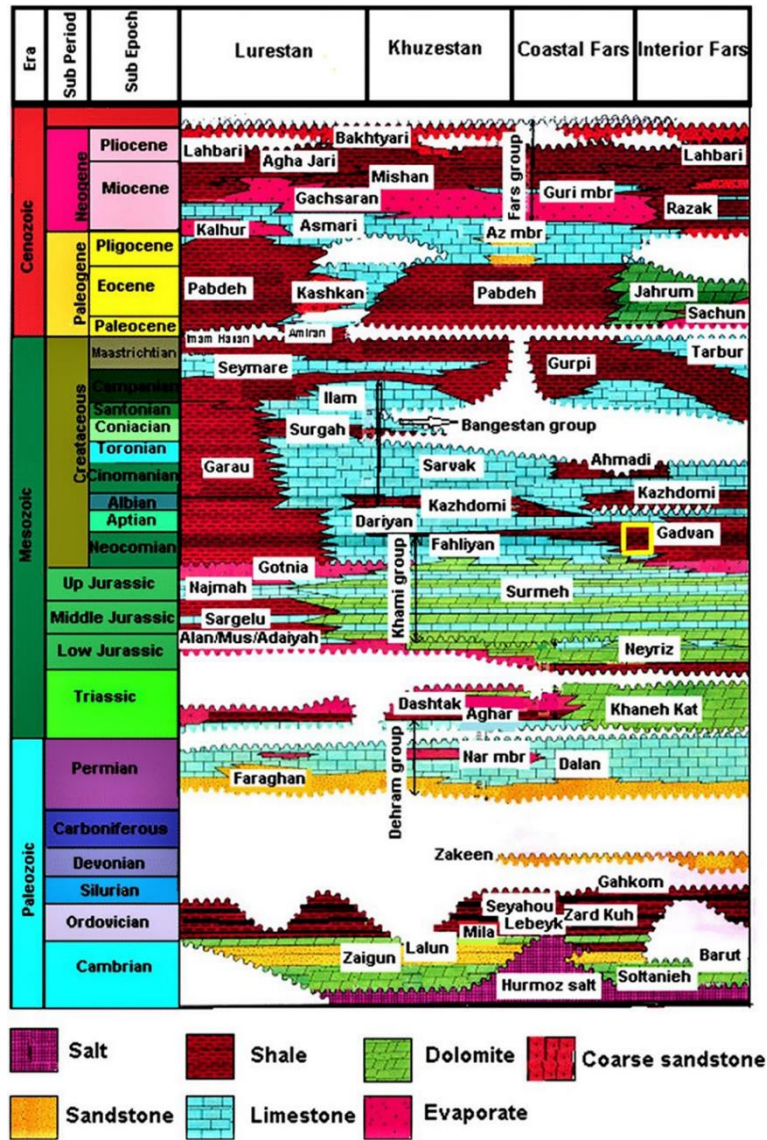 Era
Sub Period
Sub Epoch
Lurestan
Khuzestan
Coastal Fars
Interior Fars
Cenozoic
Neogene
Paleogene
Pliocene
Miocene
Pligocene
Eocene
Paleocene
Mesozoic
Creataceous
Maastrichtian
Campanian
Santonian
Coniacian
Toronian
Cinomanian
Albian
Aptian
Neocomian
Up Jurassic
Middle Jurassic
Low Jurassic
Triassic
Paleozoic
Permian
Carboniferous
Devonian
Silurian
Ordovician
Cambrian
Bakhtyari
Lahbari
Agha Jari
Mishan
Lahbari
Gachsaran
Fars group
Guri mbr
Razak
Kalhur
Asmari
Az mbr
Pabdeh
Kashkan
Pabdeh
Jahrum
Sachun
Imam Hasan
Amiran
Seymare
Gurpi
Tarbur
Ilam
Surgah
Bangestan group
Garau
Sarvak
Ahmadi
Kazhdomi
Kazhdomi
Dariyan
Gadvan
Fahliyan
Gotnia
Khami group
Najmah
Surmeh
Sargelu
Alan/Mus/Adaiyah
Neyriz
Dashtak
Aghar
Khaneh Kat
Dehram group
Nar mbr
Dalan
Faraghan
Zakeen
Gahkom
Seyahou
Lebeyk
Zard Kuh
Mila
Lalun
Zaigun
Barut
Soltanieh
Hurmoz salt
Salt
Shale
Dolomite
Coarse sandstone
Sandstone
Limestone
Evaporate